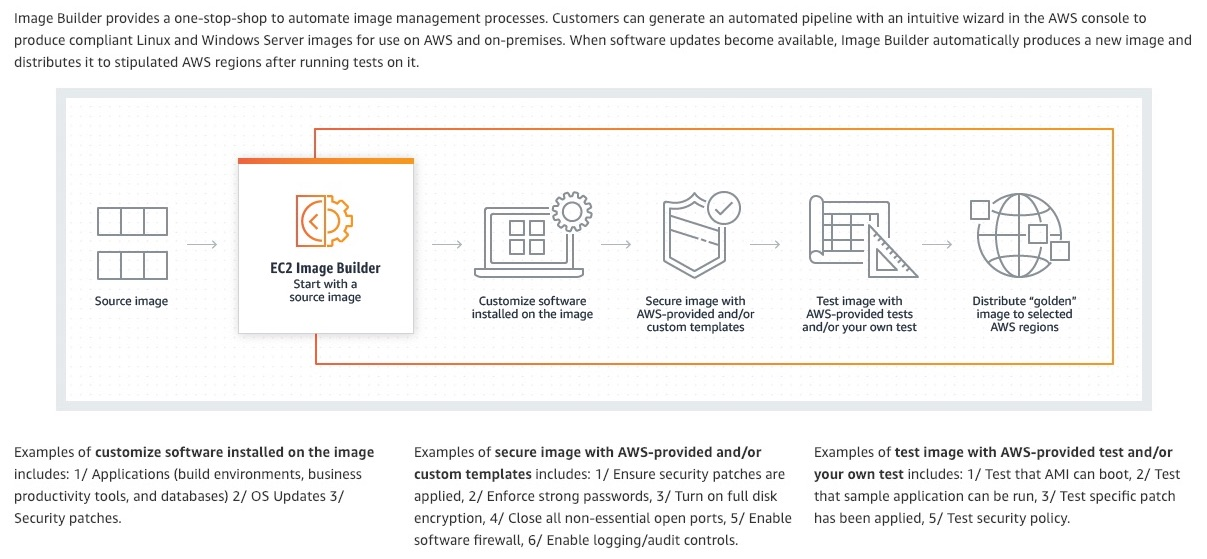 Image Builder provides a one-stop-shop to automate image management processes. Customers can generate an automated pipeline with an intuitive wizard in the AWS console to
produce compliant Linux and Windows Server images for use on AWS and on-premises. When software updates become available, Image Builder automatically produces a new image and
distributes it to stipulated AWS regions after running tests on it.
Source image
EC2 Image Builder
Start with a
source image
Customize software
installed on the image
Secure image with
AWS-provided and/or
custom templates
Test image with
AWS-provided tests
and/or your own test
Distribute “golden”
image to selected
AWS regions
Examples of customize software installed on the image
includes: 1/ Applications (build environments, business
productivity tools, and databases) 2/ OS Updates 3/
Security patches.
Examples of secure image with AWS-provided and/or
custom templates includes: 1/ Ensure security patches are
applied, 2/ Enforce strong passwords, 3/ Turn on full disk
encryption, 4/ Close all non-essential open ports, 5/ Enable
software firewall, 6/ Enable logging/audit controls.
Examples of test image with AWS-provided test and/or
your own test includes: 1/ Test that AMI can boot, 2/ Test
that sample application can be run, 3/ Test specific patch
has been applied, 5/ Test security policy.